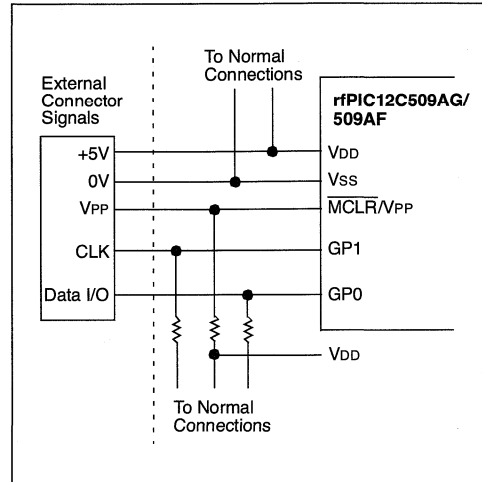 To Normal
Connections
External
Connector
Signals
rfPIC12C509AG/
509AF
+5V
VDD
0V
VSS
VPP
MCLR/VPP
CLK
GP1
Data I/O
GP0
VDD
To Normal
Connections